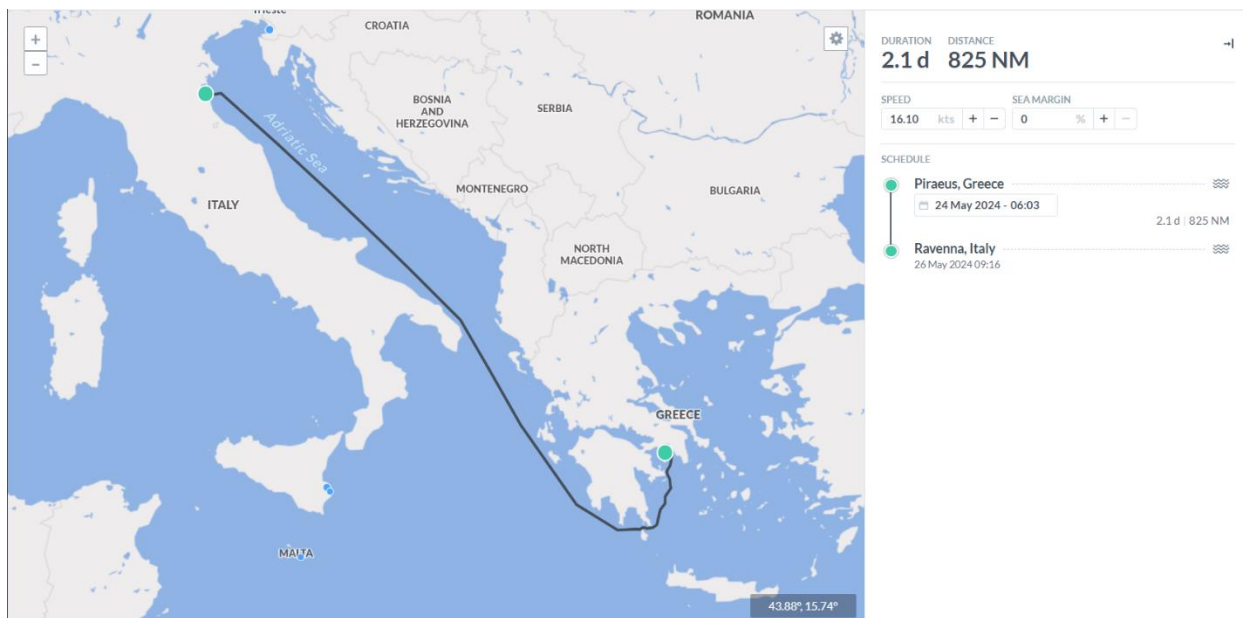 Trieste
ROMANIA
CROATIA
BOSNIA
AND
HERZEGOVINA
SERBIA
Adriatic Sea
MONTENEGRO
BULGARIA
ITALY
NORTH
MACEDONIA
GREECE
MALTA
43.88°, 15.74°
+
−
DURATION DISTANCE
2.1 d 825 NM
SPEED SEA MARGIN
16.10 kts + − 0 % + −
SCHEDULE
Piraeus, Greece
24 May 2024 - 06:03
2.1 d | 825 NM
Ravenna, Italy
26 May 2024 09:16